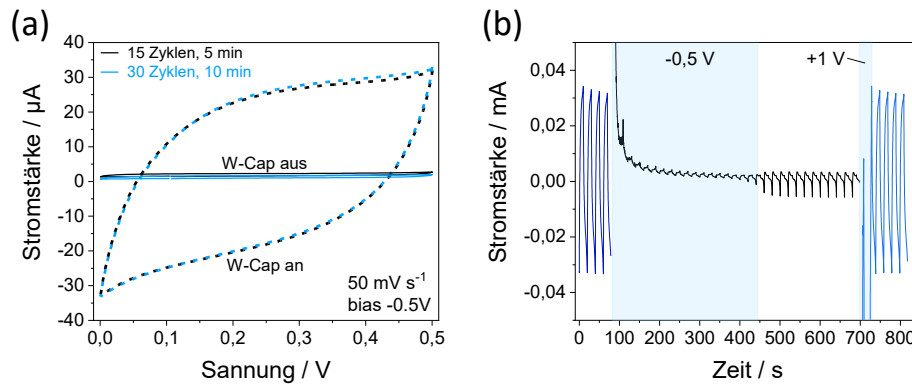 (a)
40
30
20
10
0
-10
-20
-30
-40
Stromstärke / µA
15 Zyklen, 5 min
30 Zyklen, 10 min
W-Cap aus
W-Cap an
50 mV s⁻¹
bias -0.5V
0,0 0,1 0,2 0,3 0,4 0,5
Sannung / V
(b)
0,04
0,02
0,00
-0,02
-0,04
Stromstärke / mA
-0,5 V
+1 V
0 100 200 300 400 500 600 700 800
Zeit / s